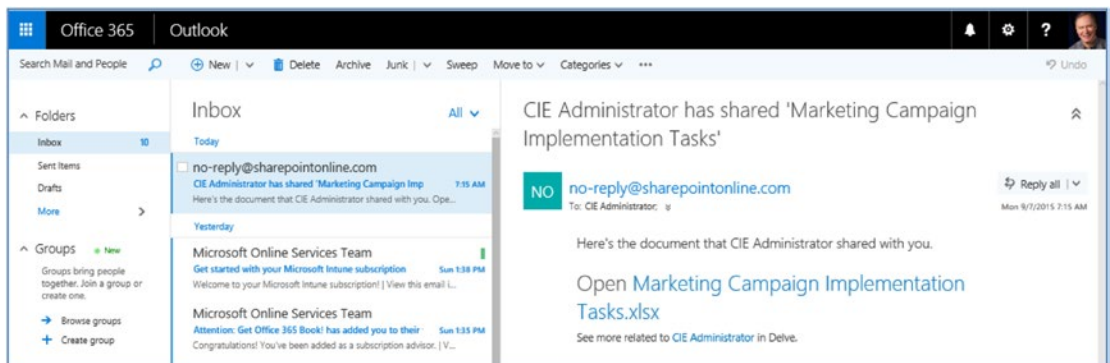 Office 365 Outlook ?
Search Mail and People New Delete Archive Junk Sweep Move to Categories ••• Undo
Folders
Inbox 10
Sent Items
Drafts
More
Groups New
Groups bring people
together. Join a group or
create one.
Browse groups
Create group
Inbox All
Today
no-reply@sharepointonline.com
CIE Administrator has shared 'Marketing Campaign Imp 7:15 AM
Here's the document that CIE Administrator shared with you. Ope...
Yesterday
Microsoft Online Services Team
Get started with your Microsoft Intune subscription Sun 1:38 PM
Welcome to your Microsoft Intune subscription! | View this email i...
Microsoft Online Services Team
Attention: Get Office 365 Book! has added you to their Sun 1:35 PM
Congratulations! You've been added as a subscription advisor. | V...
CIE Administrator has shared 'Marketing Campaign
Implementation Tasks'
NO no-reply@sharepointonline.com Reply all
To: CIE Administrator; Mon 9/7/2015 7:15 AM
Here's the document that CIE Administrator shared with you.
Open Marketing Campaign Implementation
Tasks.xlsx
See more related to CIE Administrator in Delve.